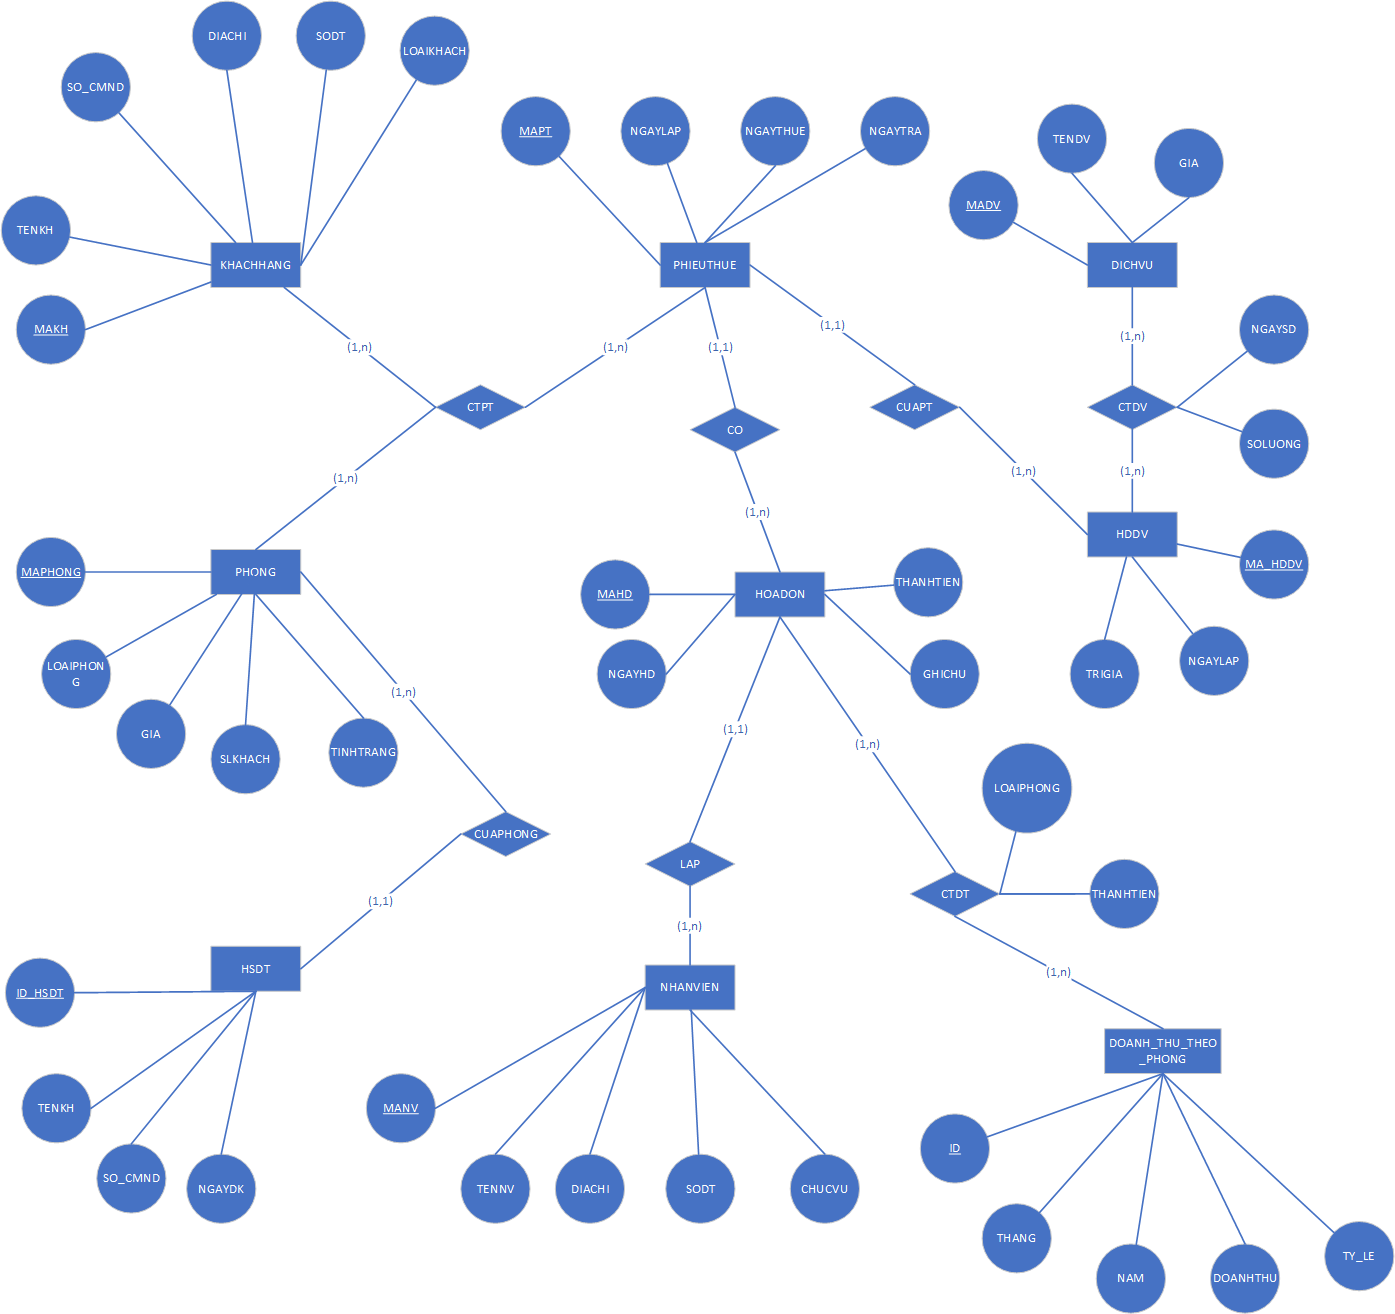 DIACHI
SODT
LOAIKHACH
SO_CMND
MAPT
NGAYLAP
NGAYTHUE
NGAYTRA
TENDV
GIA
MADV
TENKH
KHACHHANG
PHIEUTHUE
DICHVU
MAKH
(1,n)
(1,n)
(1,1)
(1,1)
(1,n)
NGAYSD
CTPT
CO
CUAPT
CTDV
SOLUONG
(1,n)
(1,n)
(1,n)
(1,n)
HDDV
MA_HDDV
MAPHONG
PHONG
MAHD
HOADON
THANHTIEN
LOAIPHON
G
GIA
SLKHACH
TINHTRANG
(1,n)
NGAYHD
GHICHU
TRIGIA
NGAYLAP
(1,1)
(1,n)
LOAIPHONG
CUAPHONG
LAP
CTDT
THANHTIEN
(1,1)
(1,n)
(1,n)
HSDT
ID_HSDT
NHANVIEN
DOANH_THU_THEO
_PHONG
TENKH
SO_CMND
NGAYDK
MANV
TENNV
DIACHI
SODT
CHUCVU
ID
THANG
NAM
DOANHTHU
TY_LE